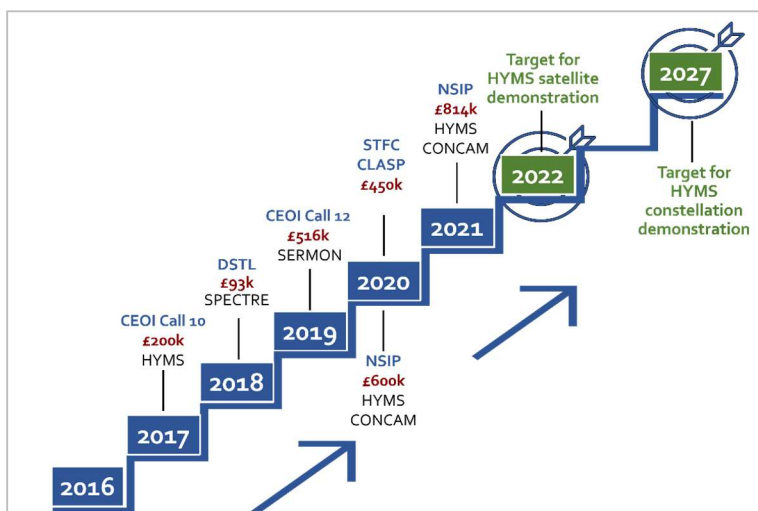 2016
2017
CEOI Call 10
£200k
HYMS
2018
DSTL
£93k
SPECTRE
2019
CEOI Call 12
£516k
SERMON
2020
STFC
CLASP
£450k
NSIP
£600k
HYMS
CONCAM
2021
NSIP
£814k
HYMS
CONCAM
2022
Target for
HYMS satellite
demonstration
2027
Target for
HYMS
constellation
demonstration